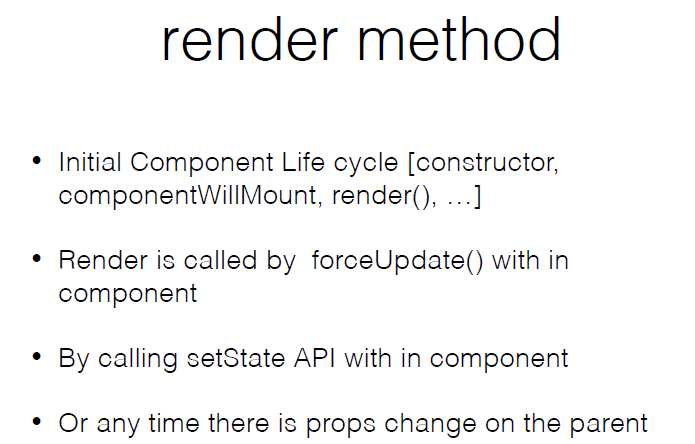 render method
• Initial Component Life cycle [constructor,
componentWillMount, render(), …]
• Render is called by  forceUpdate() with in
component
• By calling setState API with in component
• Or any time there is props change on the parent